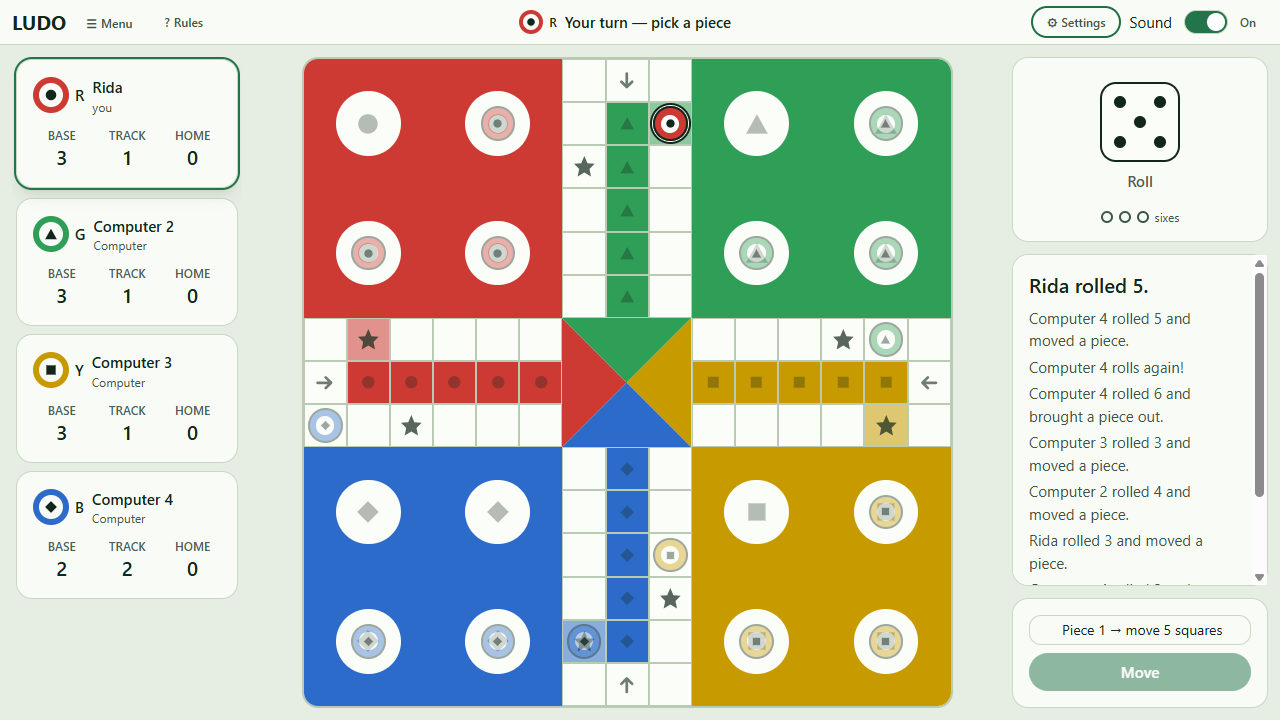 LUDO
☰ Menu
? Rules
R Your turn — pick a piece
⚙ Settings
Sound
On
R Rida
you
BASE TRACK HOME
3 1 0
G Computer 2
Computer
BASE TRACK HOME
3 1 0
Y Computer 3
Computer
BASE TRACK HOME
3 1 0
B Computer 4
Computer
BASE TRACK HOME
2 2 0
Roll
sixes
Rida rolled 5.
Computer 4 rolled 5 and
moved a piece.
Computer 4 rolls again!
Computer 4 rolled 6 and
brought a piece out.
Computer 3 rolled 3 and
moved a piece.
Computer 2 rolled 4 and
moved a piece.
Rida rolled 3 and moved a
piece.
Piece 1 → move 5 squares
Move